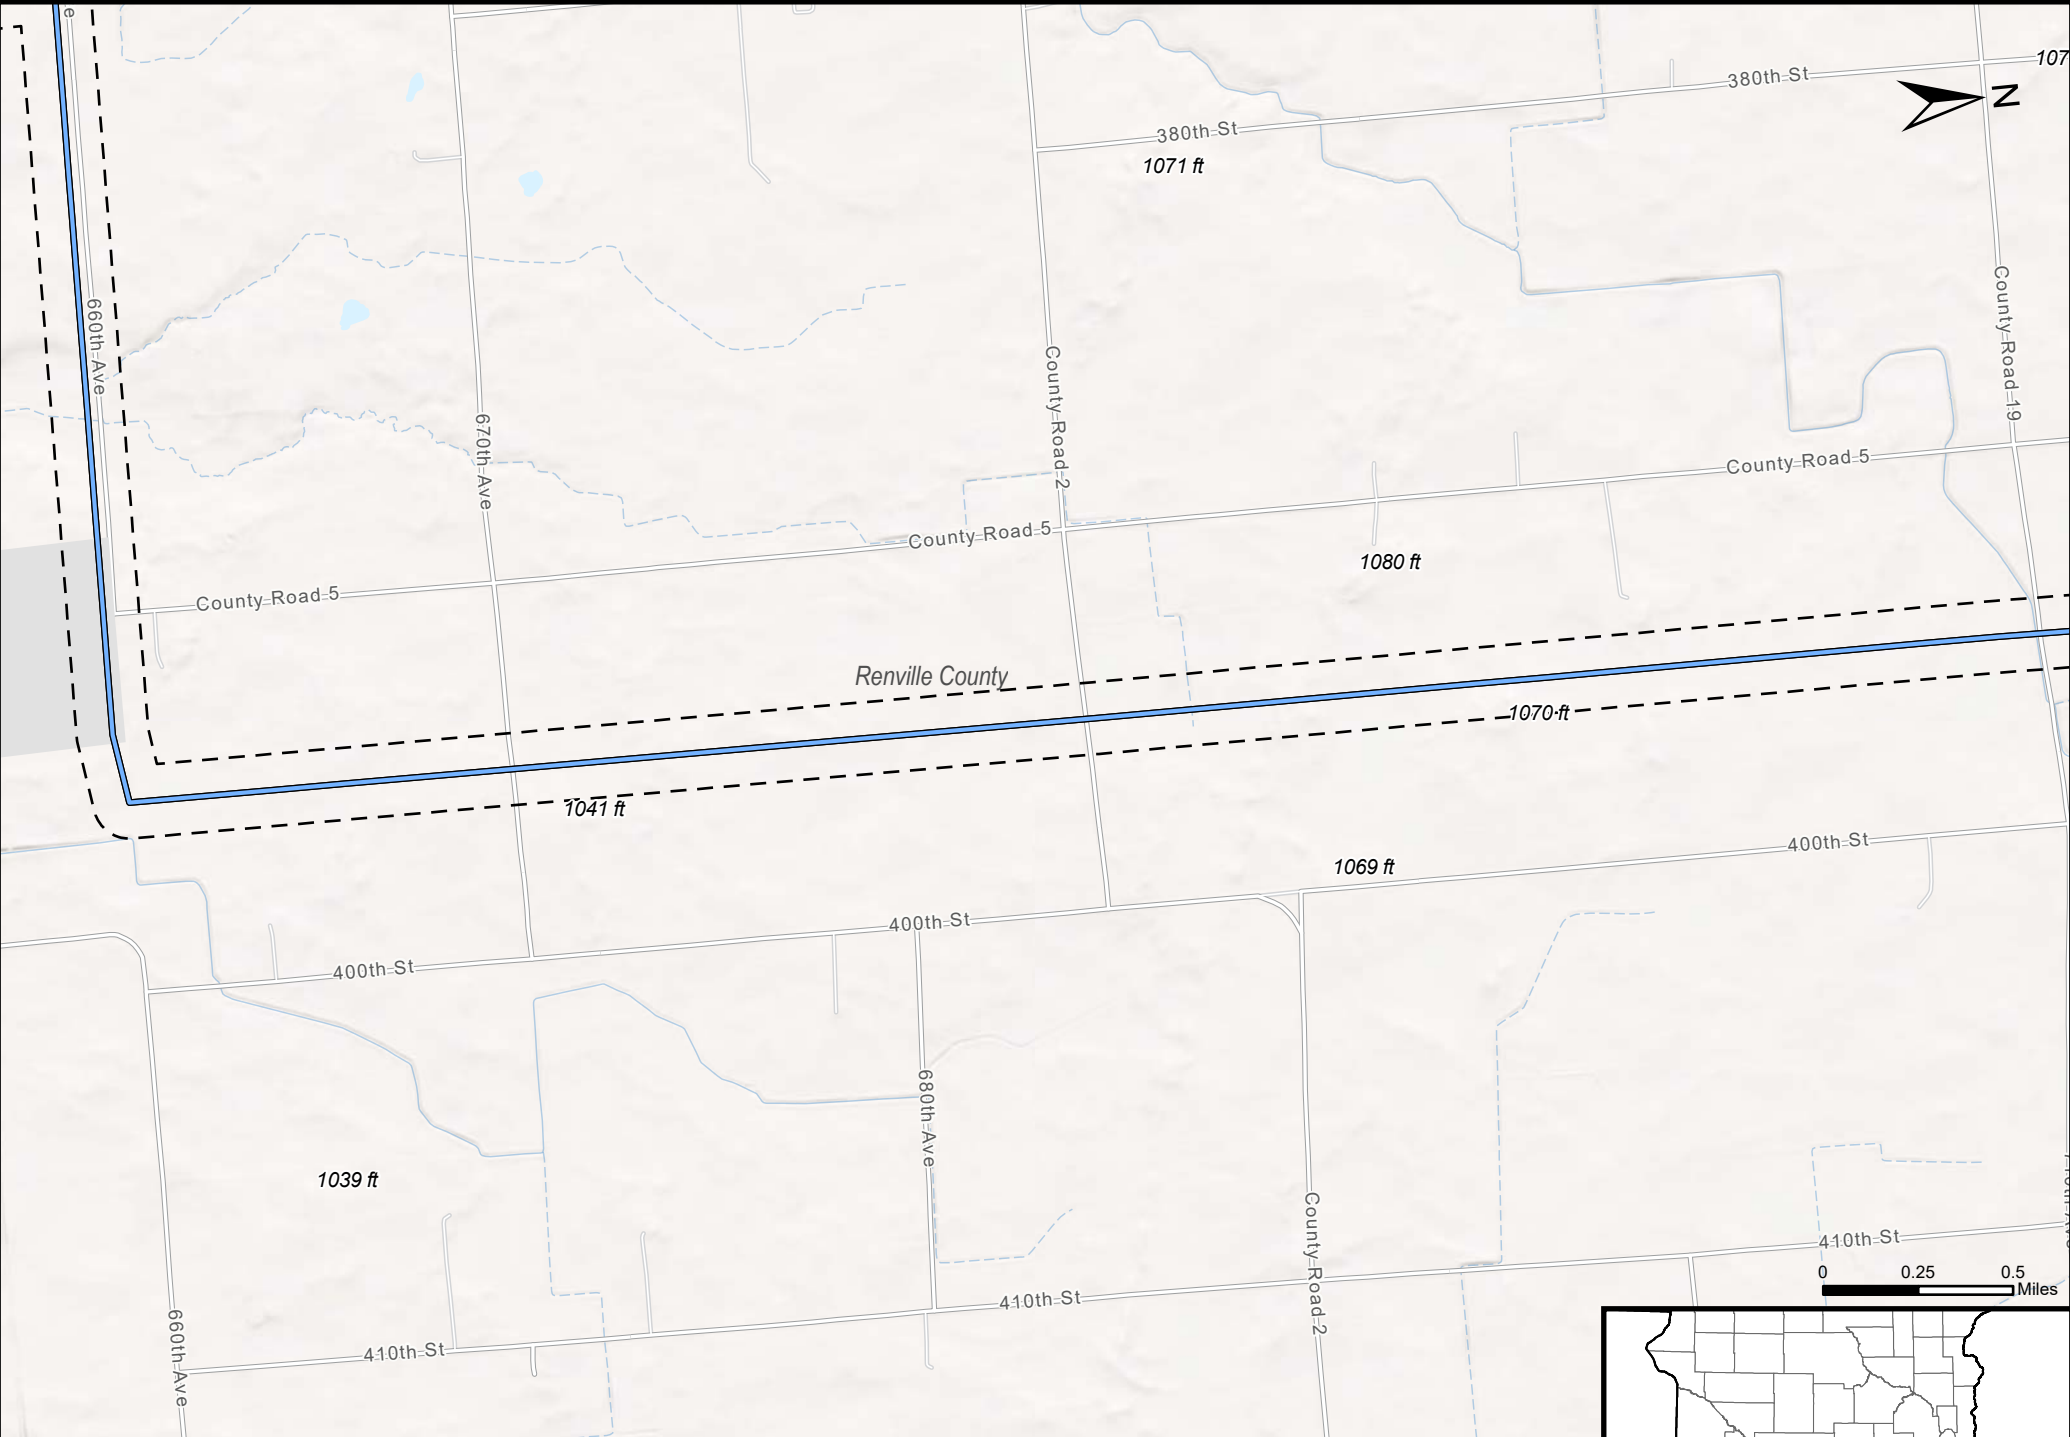 e
107
380th St
N
380th St
1071 ft
County Road 19
660th Ave
County Road 2
670th Ave
County Road 5
County Road 5
1080 ft
County Road 5
Renville County
1070 ft
1041 ft
400th St
1069 ft
400th St
400th St
680th Ave
1039 ft
County Road 2
410th St
0 0.25 0.5
Miles
410th St
660th Ave
410th St